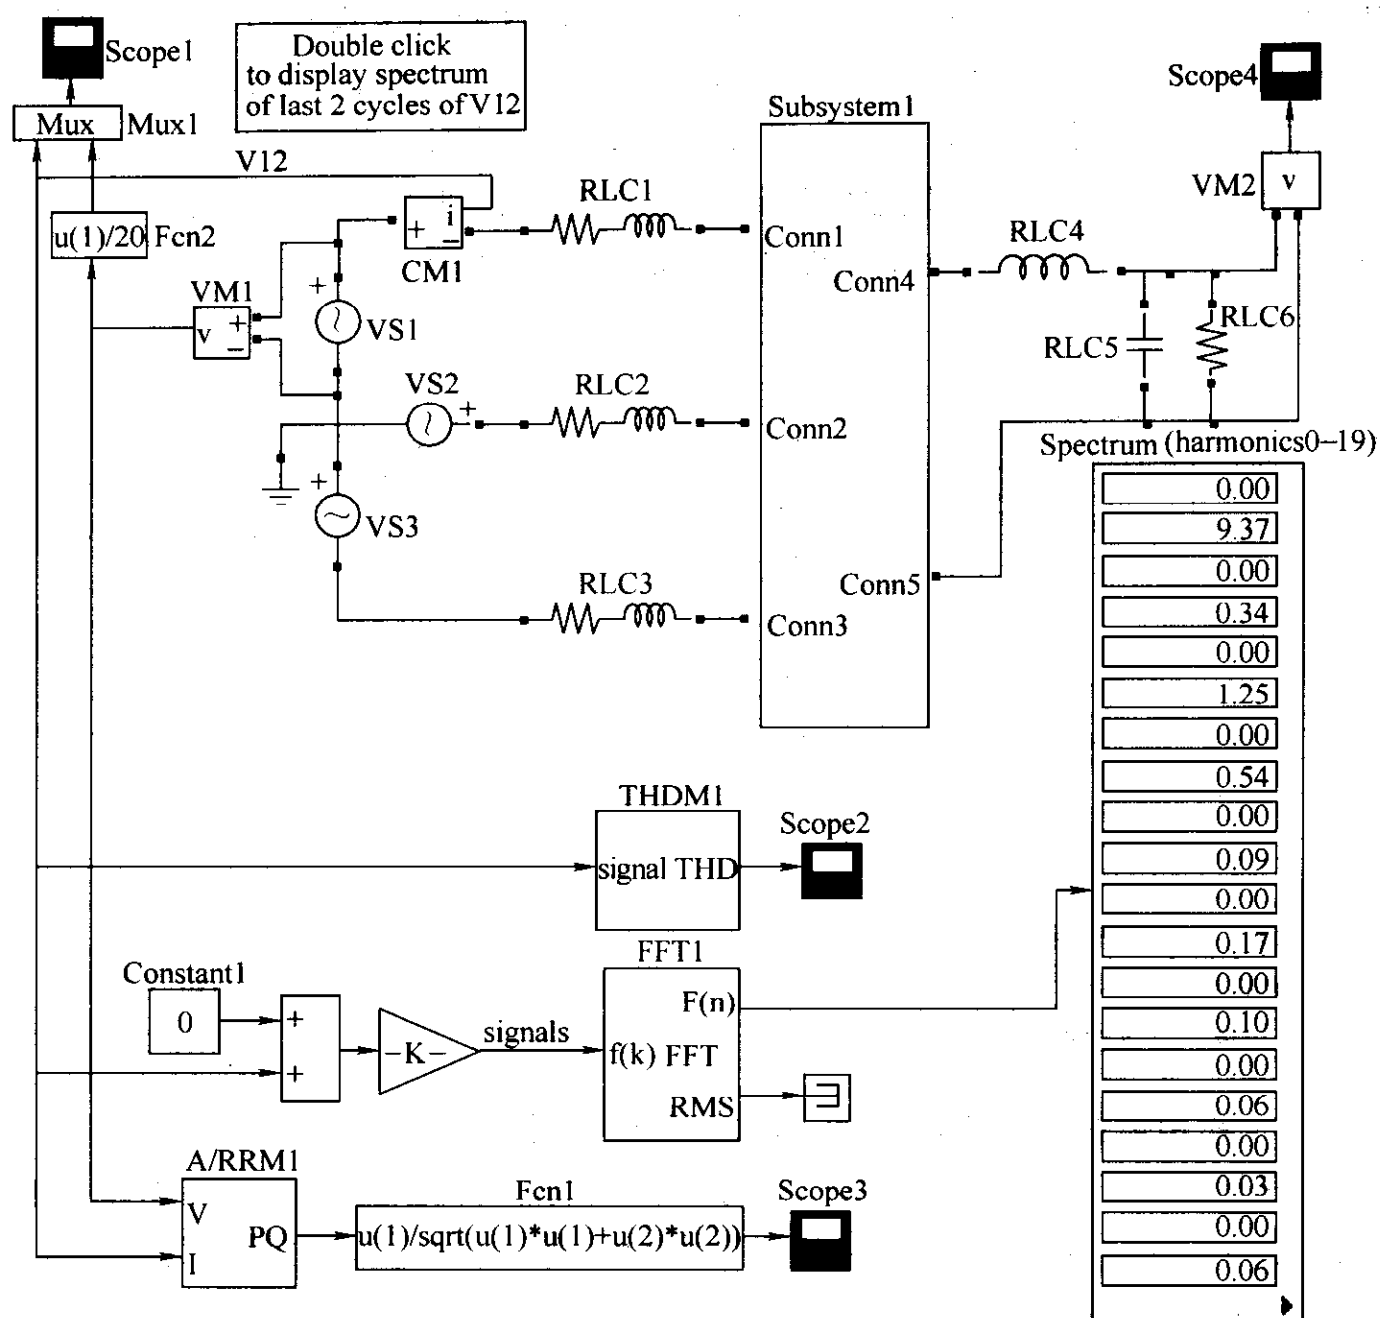 Scope1
Double click
to display spectrum
of last 2 cycles of V12
Scope4
Mux
Mux1
Subsystem1
V12
VM2
v
RLC1
u(1)/20
Fcn2
+
i
−
CM1
Conn1
RLC4
Conn4
VM1
v
+
−
+
VS1
RLC5
RLC6
VS2
+
RLC2
Conn2
Spectrum (harmonics0–19)
+
VS3
RLC3
Conn5
Conn3
0.00
9.37
0.00
0.34
0.00
1.25
0.00
0.54
0.00
0.09
0.00
0.17
0.00
0.10
0.00
0.06
0.00
0.03
0.00
0.06
THDM1
Scope2
signal THD
FFT1
Constant1
0
+
+
-K-
signals
F(n)
f(k) FFT
RMS
A/RRM1
V
PQ
I
Fcn1
u(1)/sqrt(u(1)*u(1)+u(2)*u(2))
Scope3